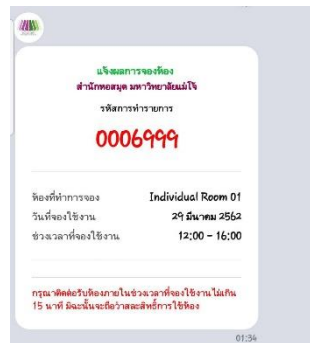 แจ้งผลการจองห้อง
สำนักหอสมุด มหาวิทยาลัยแม่โจ้
รหัสการทำรายการ
0006999
ห้องที่ทำการจอง Individual Room 01
วันที่จองใช้งาน 29 มีนาคม 2562
ช่วงเวลาที่จองใช้งาน 12:00 - 16:00
กรุณาติดต่อรับห้องภายในช่วงเวลาที่จองใช้งานไม่เกิน
15 นาที มิฉะนั้นจะถือว่าสละสิทธิ์การใช้ห้อง
01:34